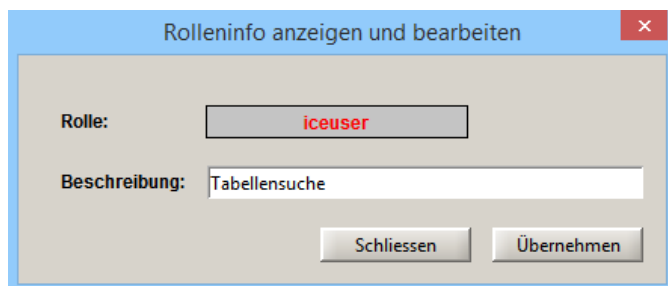 Rolleninfo anzeigen und bearbeiten
Rolle: iceuser
Beschreibung: Tabellensuche
Schliessen Übernehmen